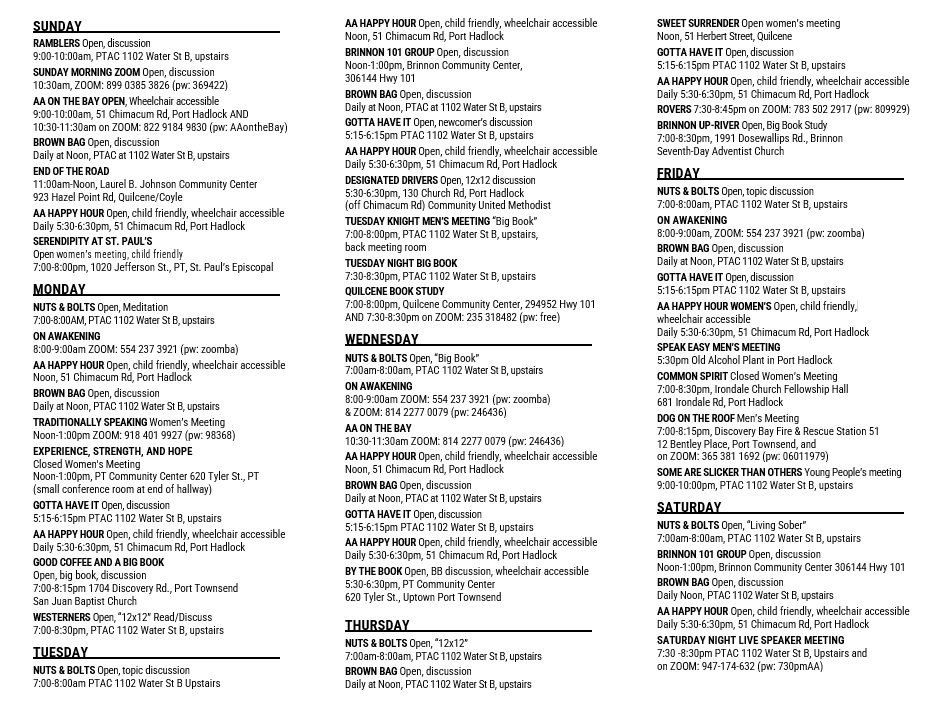 SUNDAY
RAMBLERS Open, discussion
9:00-10:00am, PTAC 1102 Water St B, upstairs
SUNDAY MORNING ZOOM Open, discussion
10:30am, ZOOM: 899 0385 3826 (pw: 369422)
AA ON THE BAY OPEN, Wheelchair accessible
9:00-10:00am, 51 Chimacum Rd, Port Hadlock AND
10:30-11:30am on ZOOM: 822 9184 9830 (pw: AAontheBay)
BROWN BAG Open, discussion
Daily at Noon, PTAC at 1102 Water St B, upstairs
END OF THE ROAD
11:00am-Noon, Laurel B. Johnson Community Center
923 Hazel Point Rd, Quilcene/Coyle
AA HAPPY HOUR Open, child friendly, wheelchair accessible
Daily 5:30-6:30pm, 51 Chimacum Rd, Port Hadlock
SERENDIPITY AT ST. PAUL'S
Open women's meeting, child friendly
7:00-8:00pm, 1020 Jefferson St., PT, St. Paul's Episcopal
MONDAY
NUTS & BOLTS Open, Meditation
7:00-8:00AM, PTAC 1102 Water St B, upstairs
ON AWAKENING
8:00-9:00am ZOOM: 554 237 3921 (pw: zoomba)
AA HAPPY HOUR Open, child friendly, wheelchair accessible
Noon, 51 Chimacum Rd, Port Hadlock
BROWN BAG Open, discussion
Daily at Noon, PTAC 1102 Water St B, upstairs
TRADITIONALLY SPEAKING Women's Meeting
Noon-1:00pm ZOOM: 918 401 9927 (pw: 98368)
EXPERIENCE, STRENGTH, AND HOPE
Closed Women's Meeting
Noon-1:00pm, PT Community Center 620 Tyler St., PT
(small conference room at end of hallway)
GOTTA HAVE IT Open, discussion
5:15-6:15pm PTAC 1102 Water St B, upstairs
AA HAPPY HOUR Open, child friendly, wheelchair accessible
Daily 5:30-6:30pm, 51 Chimacum Rd, Port Hadlock
GOOD COFFEE AND A BIG BOOK
Open, big book, discussion
7:00-8:15pm 1704 Discovery Rd., Port Townsend
San Juan Baptist Church
WESTERNERS Open, "12x12" Read/Discuss
7:00-8:30pm, PTAC 1102 Water St B, upstairs
TUESDAY
NUTS & BOLTS Open, topic discussion
7:00-8:00am PTAC 1102 Water St B Upstairs
AA HAPPY HOUR Open, child friendly, wheelchair accessible
Noon, 51 Chimacum Rd, Port Hadlock
BRINNON 101 GROUP Open, discussion
Noon-1:00pm, Brinnon Community Center,
306144 Hwy 101
BROWN BAG Open, discussion
Daily at Noon, PTAC at 1102 Water St B, upstairs
GOTTA HAVE IT Open, newcomer's discussion
5:15-6:15pm PTAC 1102 Water St B, upstairs
AA HAPPY HOUR Open, child friendly, wheelchair accessible
Daily 5:30-6:30pm, 51 Chimacum Rd, Port Hadlock
DESIGNATED DRIVERS Open, 12x12 discussion
5:30-6:30pm, 130 Church Rd, Port Hadlock
(off Chimacum Rd) Community United Methodist
TUESDAY KNIGHT MEN'S MEETING "Big Book"
7:00-8:00pm, PTAC 1102 Water St B, upstairs,
back meeting room
TUESDAY NIGHT BIG BOOK
7:30-8:30pm, PTAC 1102 Water St B, upstairs
QUILCENE BOOK STUDY
7:00-8:00pm, Quilcene Community Center, 294952 Hwy 101
AND 7:30-8:30pm on ZOOM: 235 318482 (pw: free)
WEDNESDAY
NUTS & BOLTS Open, "Big Book"
7:00am-8:00am, PTAC 1102 Water St B, upstairs
ON AWAKENING
8:00-9:00am ZOOM: 554 237 3921 (pw: zoomba)
& ZOOM: 814 2277 0079 (pw: 246436)
AA ON THE BAY
10:30-11:30am ZOOM: 814 2277 0079 (pw: 246436)
AA HAPPY HOUR Open, child friendly, wheelchair accessible
Noon, 51 Chimacum Rd, Port Hadlock
BROWN BAG Open, discussion
Daily at Noon, PTAC 1102 Water St B, upstairs
GOTTA HAVE IT Open, discussion
5:15-6:15pm PTAC 1102 Water St B, upstairs
AA HAPPY HOUR Open, child friendly, wheelchair accessible
Daily 5:30-6:30pm, 51 Chimacum Rd, Port Hadlock
BY THE BOOK Open, BB discussion, wheelchair accessible
5:30-6:30pm, PT Community Center
620 Tyler St., Uptown Port Townsend
THURSDAY
NUTS & BOLTS Open, "12x12"
7:00am-8:00am, PTAC 1102 Water St B, upstairs
BROWN BAG Open, discussion
Daily at Noon, PTAC 1102 Water St B, upstairs
SWEET SURRENDER Open women's meeting
Noon, 51 Herbert Street, Quilcene
GOTTA HAVE IT Open, discussion
5:15-6:15pm PTAC 1102 Water St B, upstairs
AA HAPPY HOUR Open, child friendly, wheelchair accessible
Daily 5:30-6:30pm, 51 Chimacum Rd, Port Hadlock
ROVERS 7:30-8:45pm on ZOOM: 783 502 2917 (pw: 809929)
BRINNON UP-RIVER Open, Big Book Study
7:00-8:30pm, 1991 Dosewallips Rd., Brinnon
Seventh-Day Adventist Church
FRIDAY
NUTS & BOLTS Open, topic discussion
7:00-8:00am, PTAC 1102 Water St B, upstairs
ON AWAKENING
8:00-9:00am, ZOOM: 554 237 3921 (pw: zoomba)
BROWN BAG Open, discussion
Daily at Noon, PTAC 1102 Water St B, upstairs
GOTTA HAVE IT Open, discussion
5:15-6:15pm PTAC 1102 Water St B, upstairs
AA HAPPY HOUR WOMEN'S Open, child friendly,
wheelchair accessible
Daily 5:30-6:30pm, 51 Chimacum Rd, Port Hadlock
SPEAK EASY MEN'S MEETING
5:30pm Old Alcohol Plant in Port Hadlock
COMMON SPIRIT Closed Women's Meeting
7:00-8:30pm, Irondale Church Fellowship Hall
681 Irondale Rd, Port Hadlock
DOG ON THE ROOF Men's Meeting
7:00-8:15pm, Discovery Bay Fire & Rescue Station 51
12 Bentley Place, Port Townsend, and
on ZOOM: 365 381 1692 (pw: 06011979)
SOME ARE SLICKER THAN OTHERS Young People's meeting
9:00-10:00pm, PTAC 1102 Water St B, upstairs
SATURDAY
NUTS & BOLTS Open, "Living Sober"
7:00am-8:00am, PTAC 1102 Water St B, upstairs
BRINNON 101 GROUP Open, discussion
Noon-1:00pm, Brinnon Community Center 306144 Hwy 101
BROWN BAG Open, discussion
Daily Noon, PTAC 1102 Water St B, upstairs
AA HAPPY HOUR Open, child friendly, wheelchair accessible
Daily 5:30-6:30pm, 51 Chimacum Rd, Port Hadlock
SATURDAY NIGHT LIVE SPEAKER MEETING
7:30 -8:30pm PTAC 1102 Water St B, Upstairs and
on ZOOM: 947-174-632 (pw: 730pmAA)